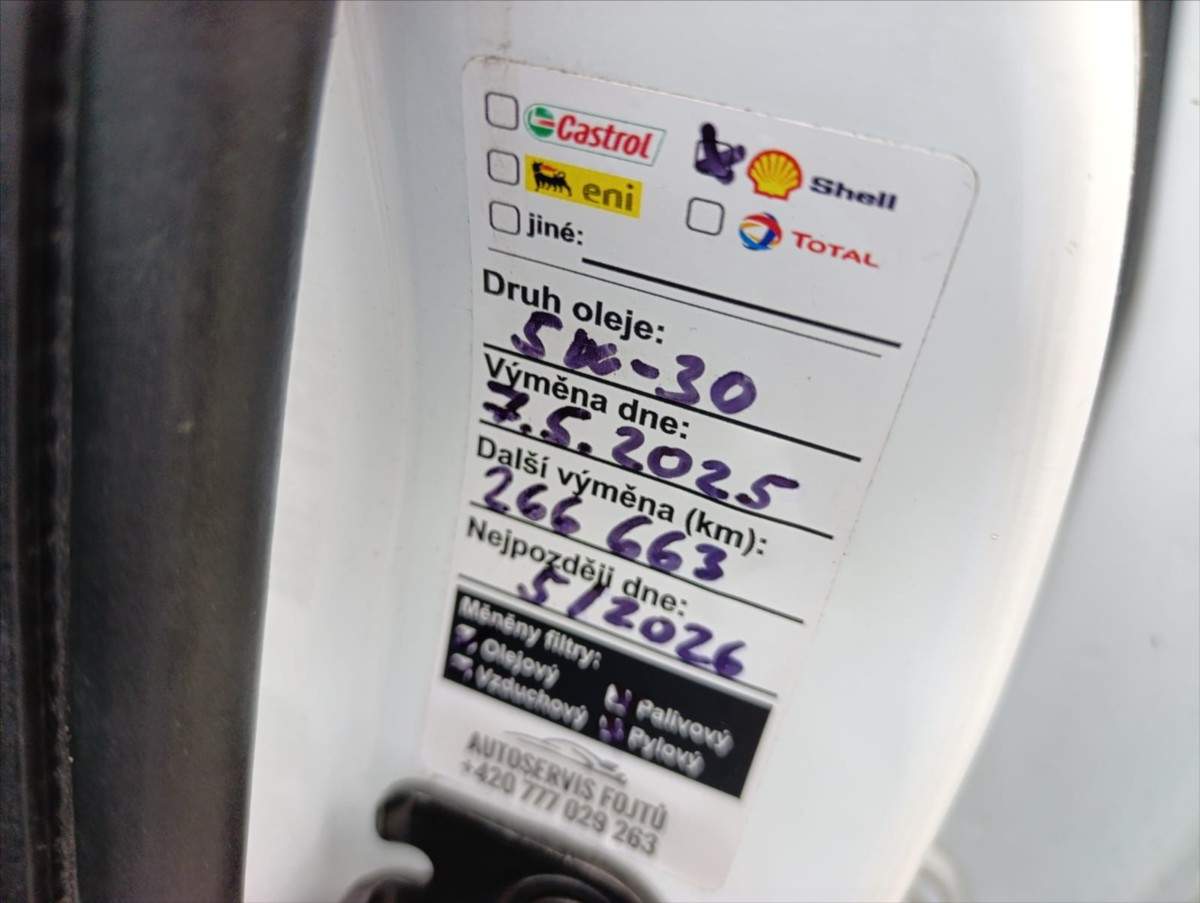 Castrol Shell
eni TOTAL
jiné:
Druh oleje:
5W-30
Výměna dne:
7.5.2025
Další výměna (km):
266 663
Nejpozději dne:
5/2026
Měněny filtry:
Olejový Palivový
Vzduchový Pylový
AUTOSERVIS FOJTŮ
+420 777 029 263